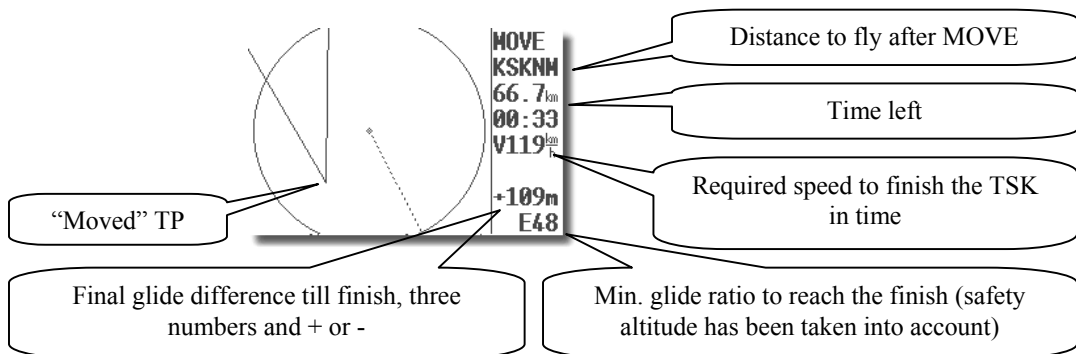 MOVE
KSKNM
66.7km
00:33
V119km/h
+109m
E48
Distance to fly after MOVE
Time left
Required speed to finish the TSK
in time
“Moved” TP
Final glide difference till finish, three
numbers and + or -
Min. glide ratio to reach the finish (safety
altitude has been taken into account)